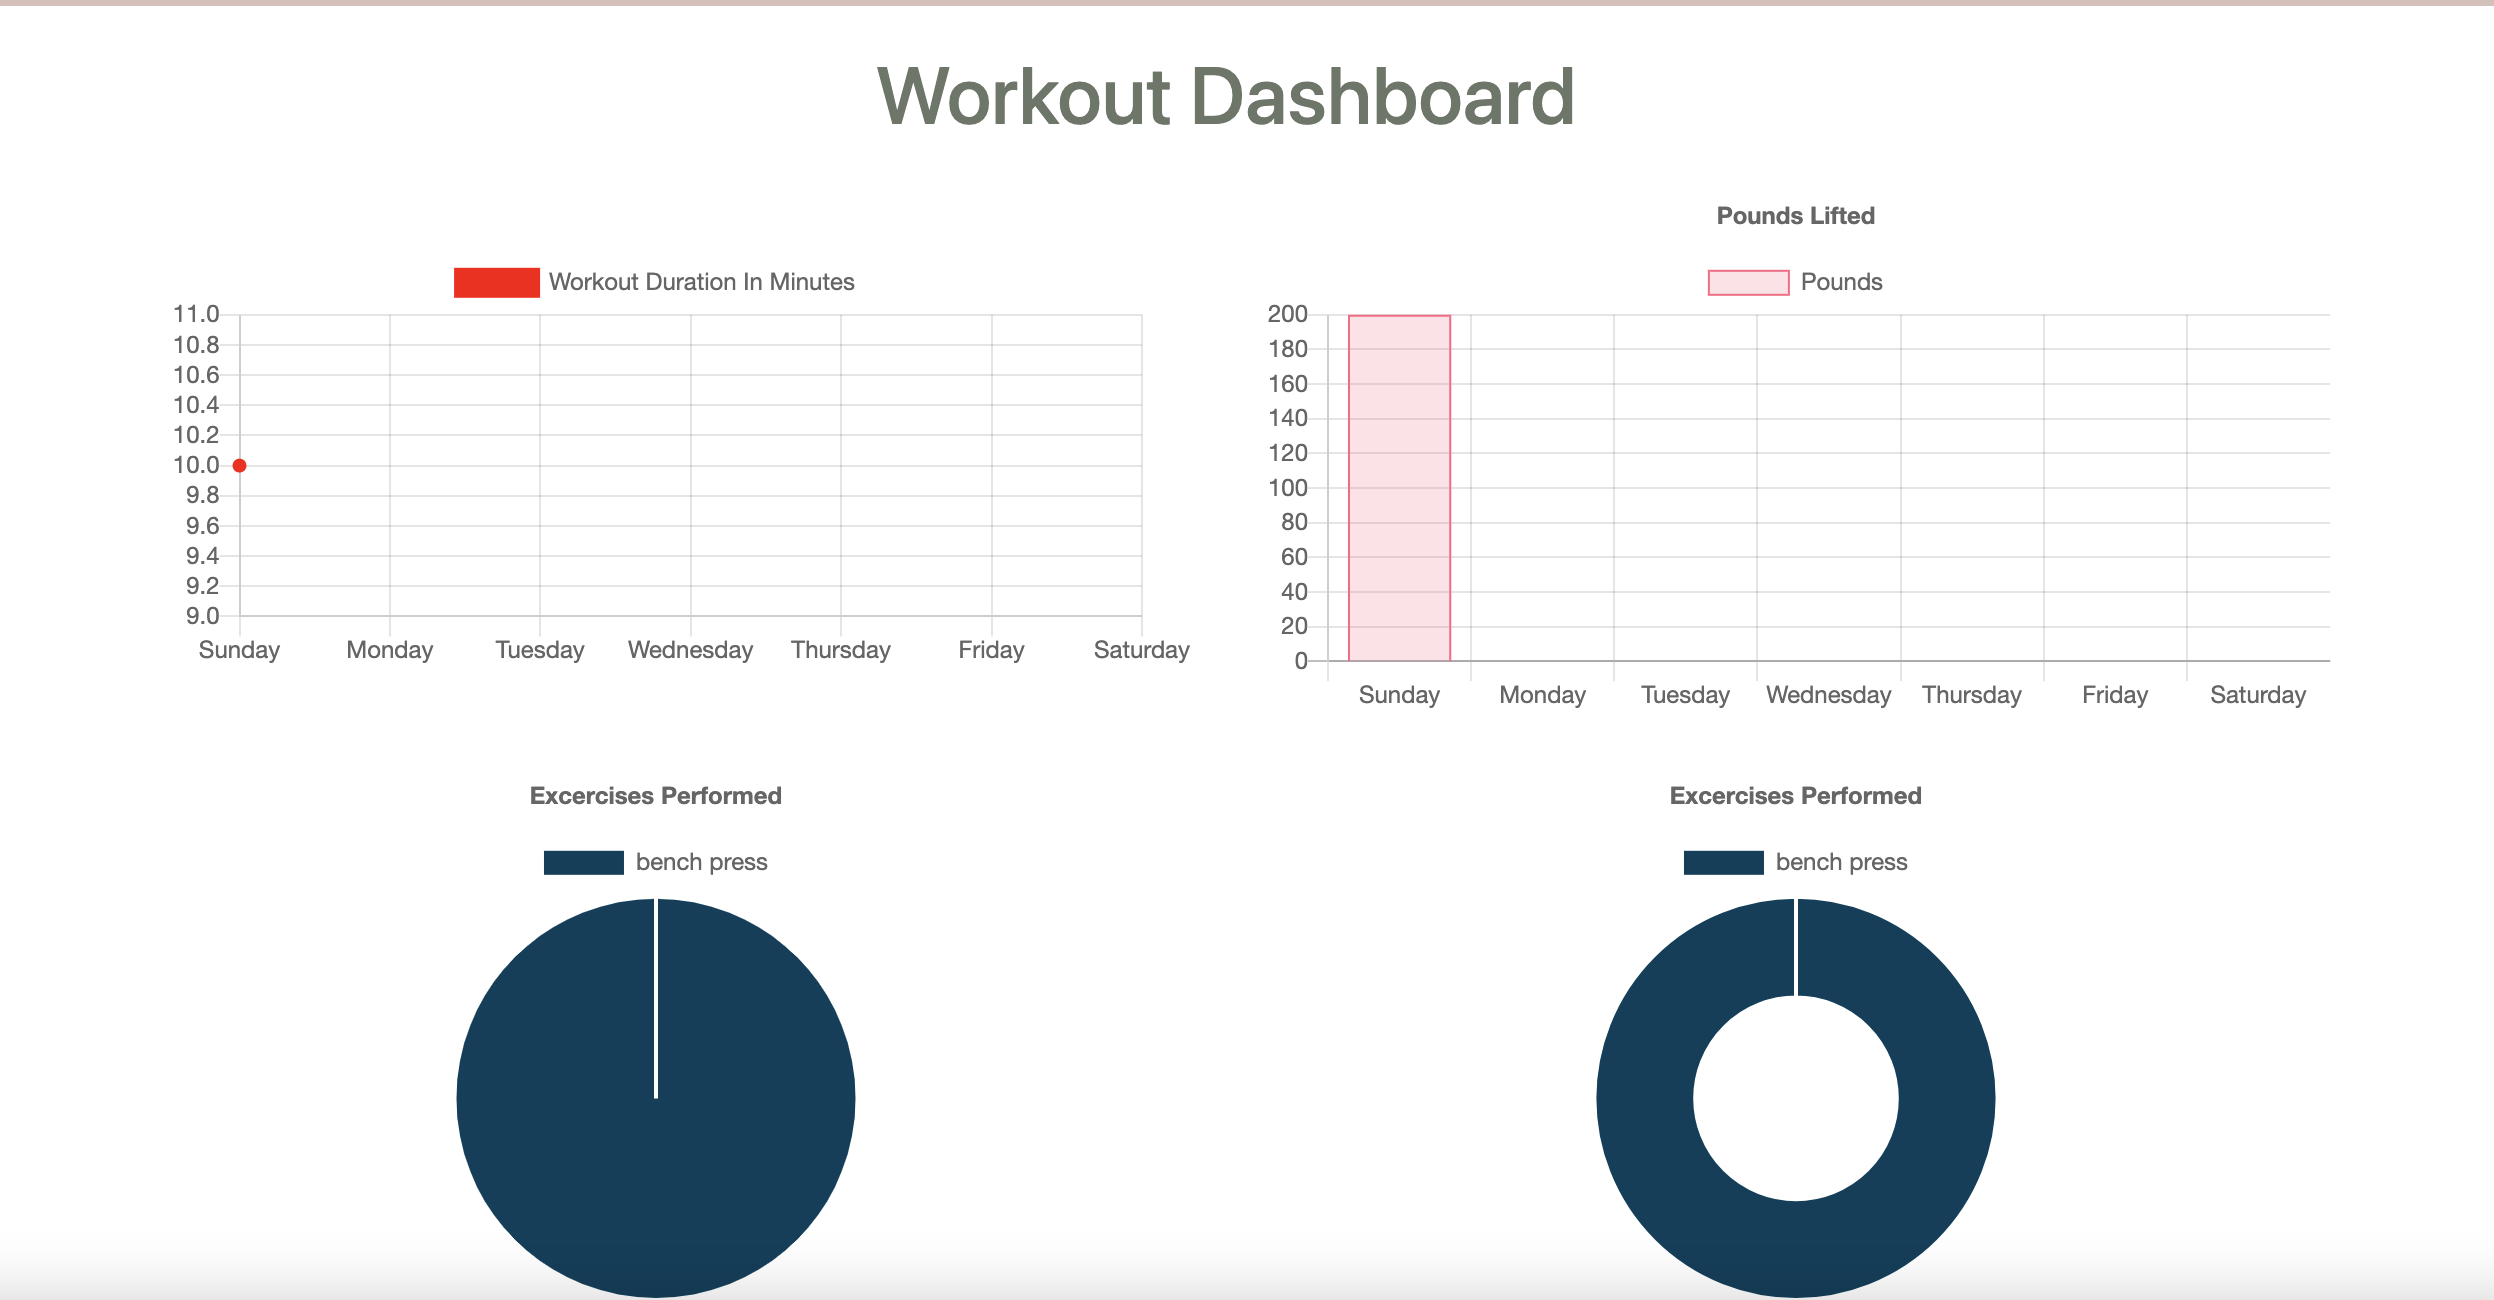 Workout Dashboard
Workout Duration In Minutes
11.0
10.8
10.6
10.4
10.2
10.0
9.8
9.6
9.4
9.2
9.0
Sunday Monday Tuesday Wednesday Thursday Friday Saturday
Pounds Lifted
Pounds
200
180
160
140
120
100
80
60
40
20
0
Sunday Monday Tuesday Wednesday Thursday Friday Saturday
Excercises Performed
bench press
Excercises Performed
bench press